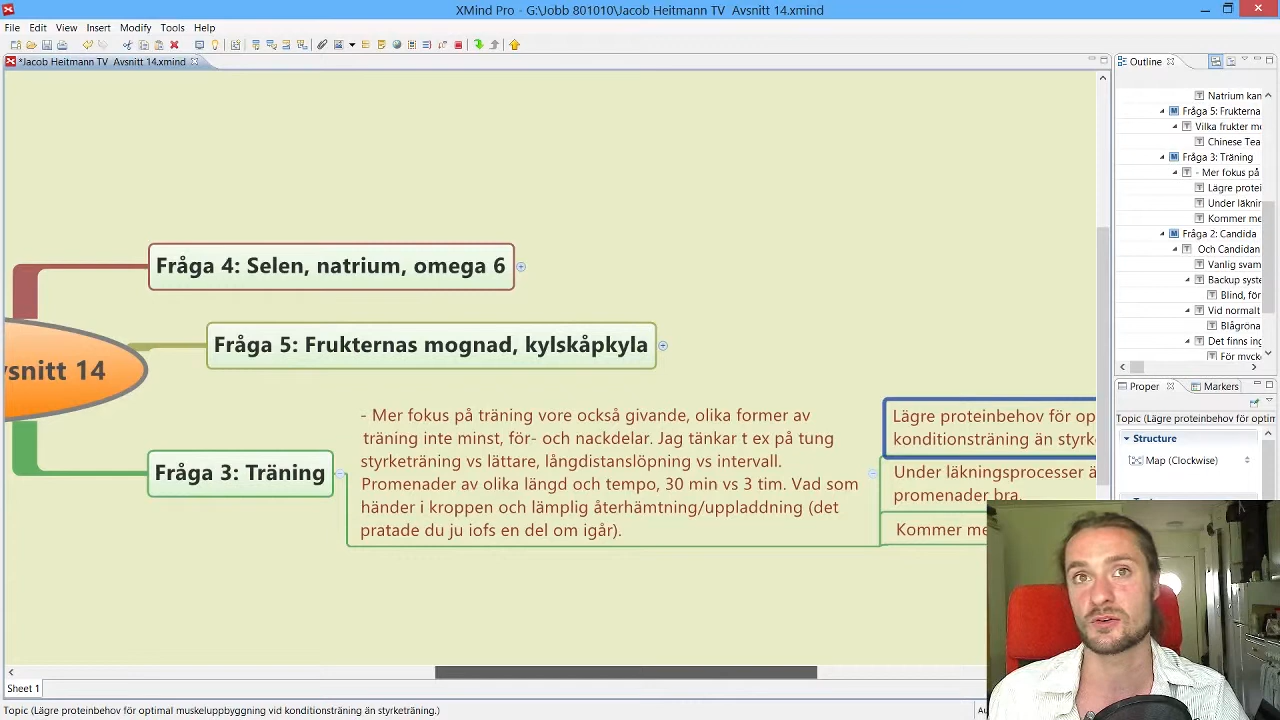 XMind Pro - G:\Jobb 801010\Jacob Heitmann TV Avsnitt 14.xmind
File Edit View Insert Modify Tools Help
*Jacob Heitmann TV Avsnitt 14.xmind
Outline
Natrium kan
Fråga 5: Frukterna
Vilka frukter me
Chinese Tea
Fråga 3: Träning
- Mer fokus på
Lägre protei
Under läknin
Kommer me
Fråga 2: Candida
Och Candidan
Vanlig svam
Backup system
Blind, för
Vid normalt
Blågrona
Det finns ing
För myck
Proper
Markers
Topic (Lägre proteinbehov för optim
Structure
Map (Clockwise)
Fråga 4: Selen, natrium, omega 6
Fråga 5: Frukternas mognad, kylskåpkyla
vsnitt 14
Fråga 3: Träning
- Mer fokus på träning vore också givande, olika former av
träning inte minst, för- och nackdelar. Jag tänkar t ex på tung
styrketräning vs lättare, långdistanslöpning vs intervall.
Promenader av olika längd och tempo, 30 min vs 3 tim. Vad som
händer i kroppen och lämplig återhämtning/uppladdning (det
pratade du ju iofs en del om igår).
Lägre proteinbehov för op
konditionsträning än styrke
Under läkningsprocesser ä
promenader bra.
Kommer me
Sheet 1
Topic (Lägre proteinbehov för optimal muskeluppbyggning vid konditionsträning än styrketräning.)
Au